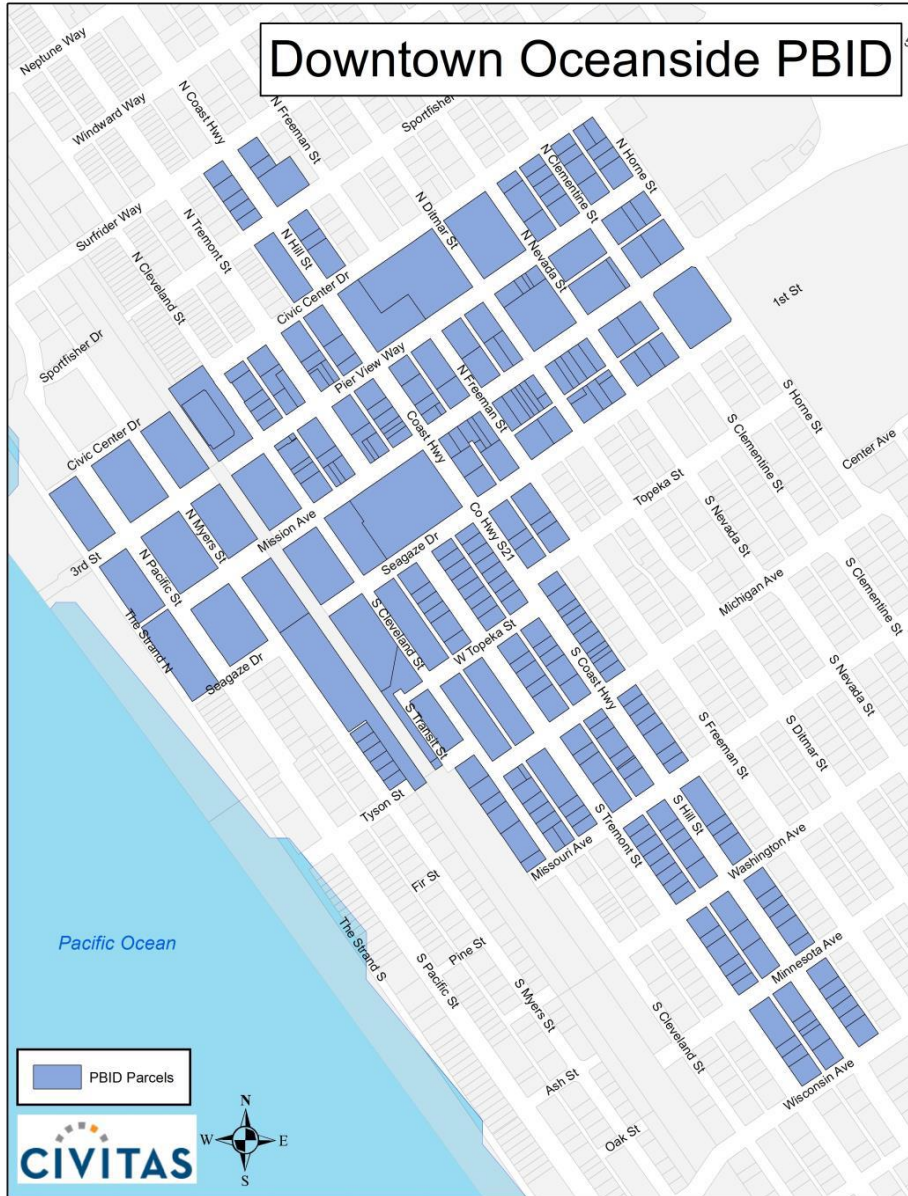 Downtown Oceanside PBID
Neptune Way
Windward Way
N Coast Hwy
N Freeman St
Sportfisher
Surfrider Way
N Tremont St
N Hill St
N Cleveland St
N Ditmar St
N Clementine St
N Horne St
N Nevada St
Civic Center Dr
Sportfisher Dr
Pier View Way
1st St
N Freeman St
S Horne St
Civic Center Dr
Coast Hwy
S Clementine St
Center Ave
Topeka St
N Myers St
Mission Ave
S Nevada St
3rd St
N Pacific St
Seagaze Dr
Co Hwy S21
Michigan Ave
S Clementine St
The Strand N
S Cleveland St
W Topeka St
Seagaze Dr
S Coast Hwy
S Nevada St
S Transit St
S Freeman St
S Ditmar St
Tyson St
S Tremont St
S Hill St
Missouri Ave
Washington Ave
Fir St
Pacific Ocean
The Strand S
Pine St
Minnesota Ave
S Pacific St
S Myers St
S Cleveland St
Ash St
Wisconsin Ave
Oak St
PBID Parcels
CIVITAS
N
W E
S